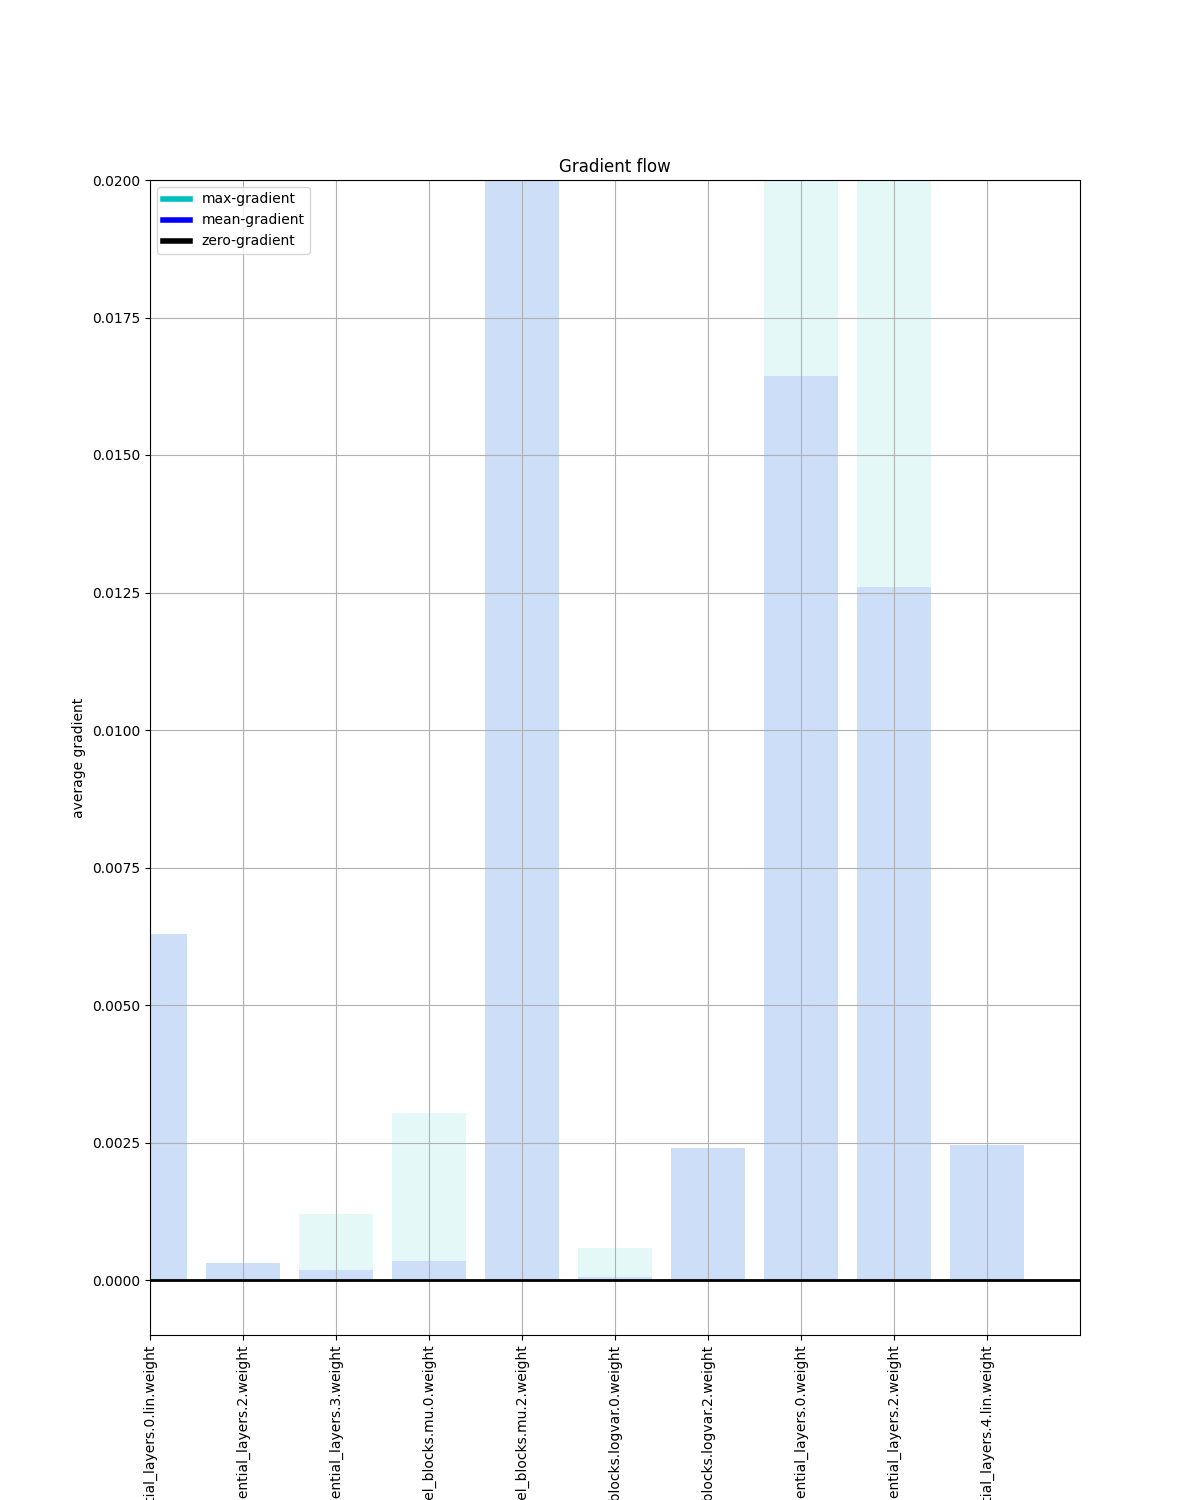 Gradient flow
max-gradient
mean-gradient
zero-gradient
0.0200
0.0175
0.0150
0.0125
0.0100
0.0075
0.0050
0.0025
0.0000
average gradient
tial_layers.0.lin.weight
ential_layers.2.weight
ential_layers.3.weight
el_blocks.mu.0.weight
el_blocks.mu.2.weight
blocks.logvar.0.weight
blocks.logvar.2.weight
ential_layers.0.weight
ential_layers.2.weight
tial_layers.4.lin.weight